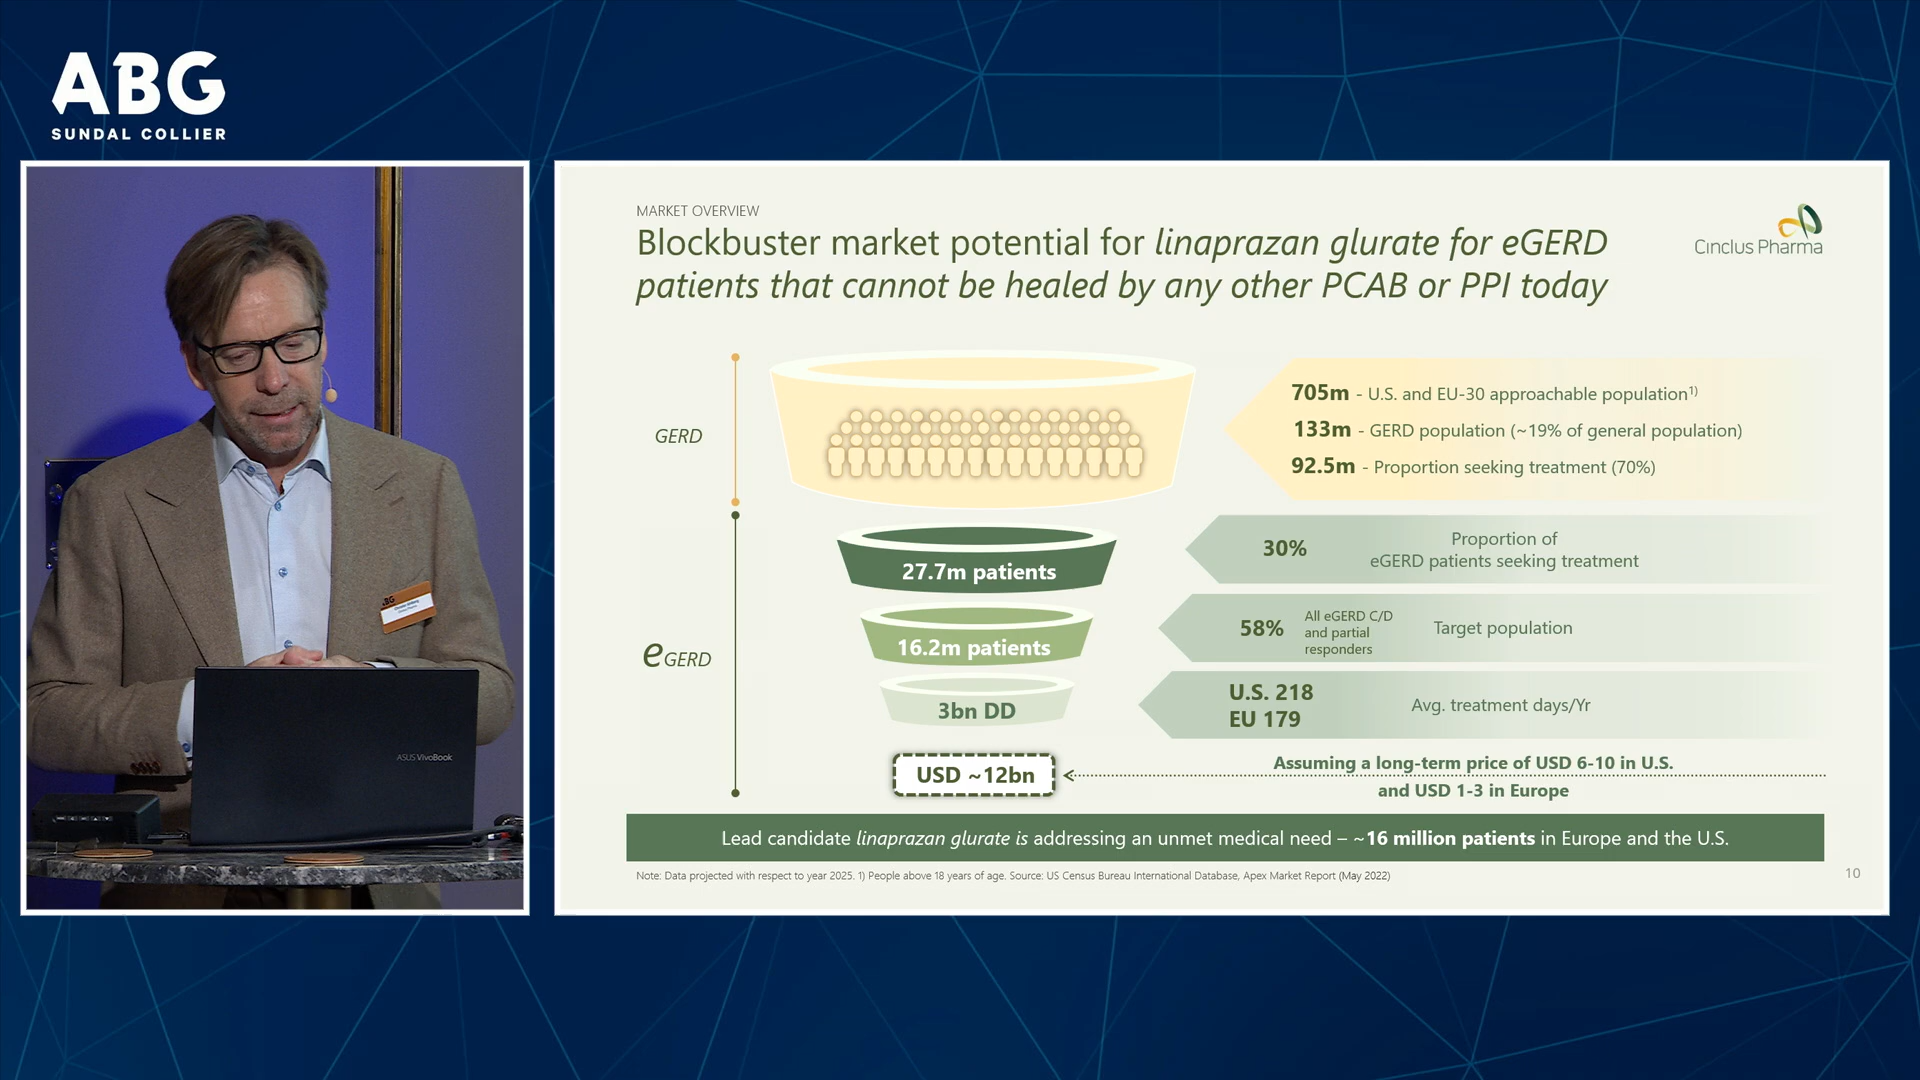 ABG
SUNDAL COLLIER
MARKET OVERVIEW
Blockbuster market potential for linaprazan glurate for eGERD
patients that cannot be healed by any other PCAB or PPI today
Cinclus Pharma
GERD
705m - U.S. and EU-30 approachable population1)
133m - GERD population (~19% of general population)
92.5m - Proportion seeking treatment (70%)
27.7m patients
30%
Proportion of
eGERD patients seeking treatment
eGERD
16.2m patients
58%
All eGERD C/D
and partial
responders
Target population
3bn DD
U.S. 218
EU 179
Avg. treatment days/Yr
USD ~12bn
Assuming a long-term price of USD 6-10 in U.S.
and USD 1-3 in Europe
Lead candidate linaprazan glurate is addressing an unmet medical need – ~16 million patients in Europe and the U.S.
Note: Data projected with respect to year 2025. 1) People above 18 years of age. Source: US Census Bureau International Database, Apex Market Report (May 2022)
10
ABG
ASUS VivoBook